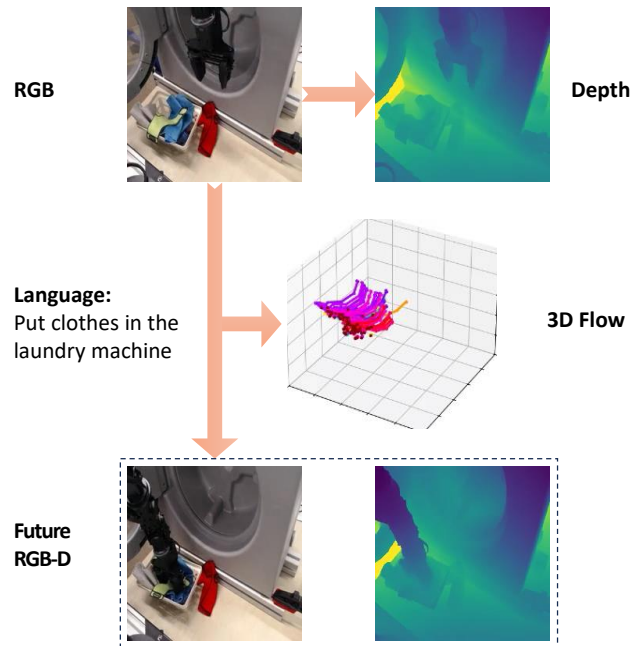 RGB
Depth
Language:
Put clothes in the
laundry machine
3D Flow
Future
RGB-D